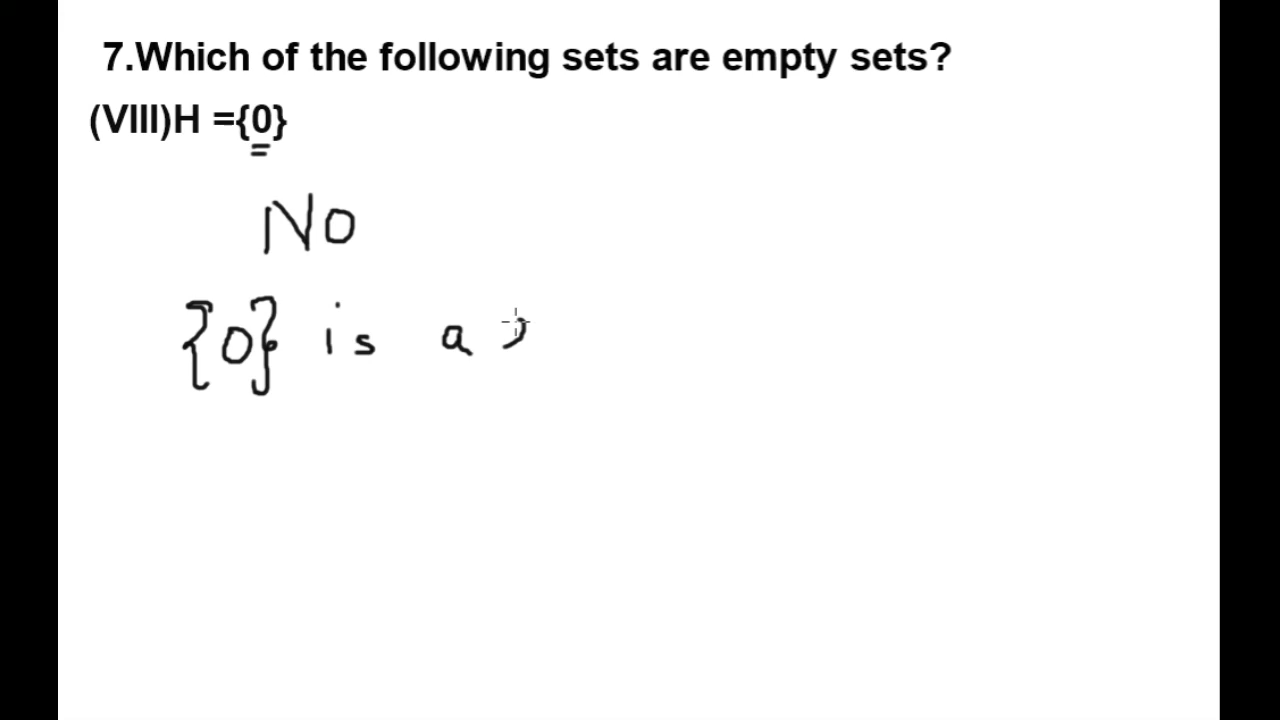 7.Which of the following sets are empty sets?
(VIII)H ={0}
No
{0} is a